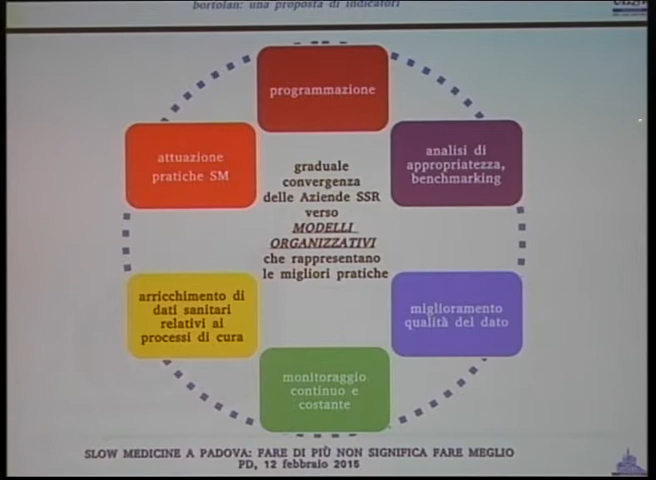 bortolan: una proposta di indicatori
programmazione
analisi di
appropriatezza,
benchmarking
miglioramento
qualità del dato
monitoraggio
continuo e
costante
arricchimento di
dati sanitari
relativi ai
processi di cura
attuazione
pratiche SM
graduale
convergenza
delle Aziende SSR
verso
MODELLI
ORGANIZZATIVI
che rappresentano
le migliori pratiche
SLOW MEDICINE A PADOVA: FARE DI PIÙ NON SIGNIFICA FARE MEGLIO
PD, 12 febbraio 2015